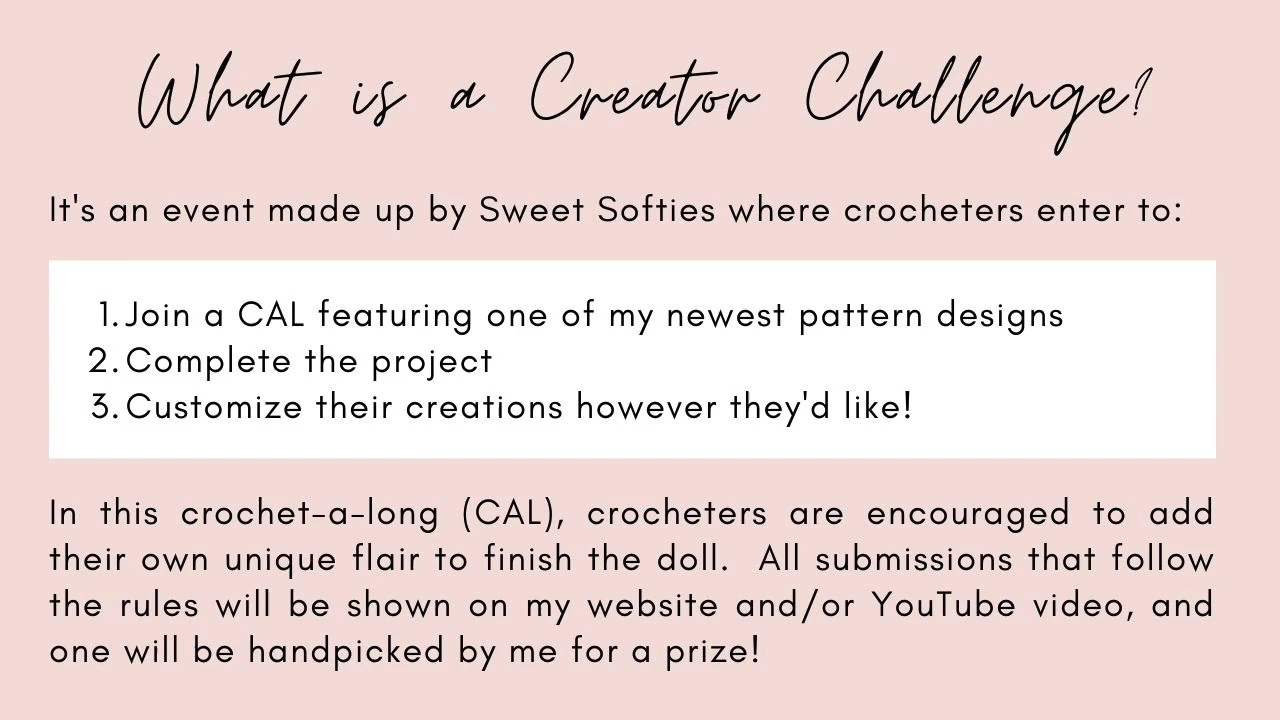 What is a Creator Challenge?
It's an event made up by Sweet Softies where crocheters enter to:
1. Join a CAL featuring one of my newest pattern designs
2. Complete the project
3. Customize their creations however they'd like!
In this crochet-a-long (CAL), crocheters are encouraged to add
their own unique flair to finish the doll. All submissions that follow
the rules will be shown on my website and/or YouTube video, and
one will be handpicked by me for a prize!